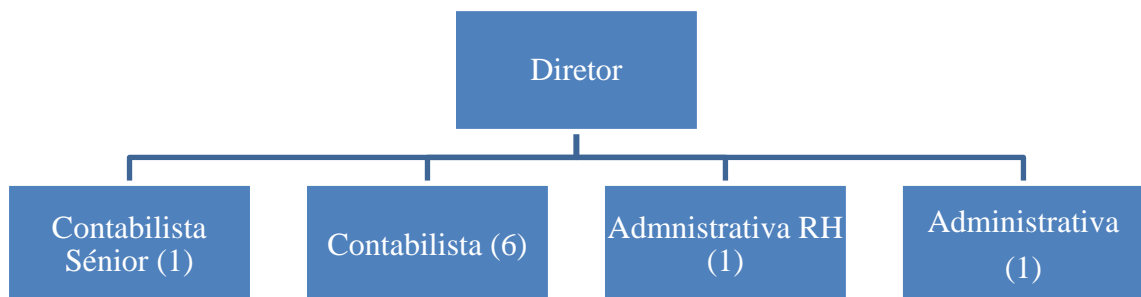 Diretor
Contabilista
Sénior (1)
Contabilista (6)
Admnistrativa RH
(1)
Administrativa
(1)